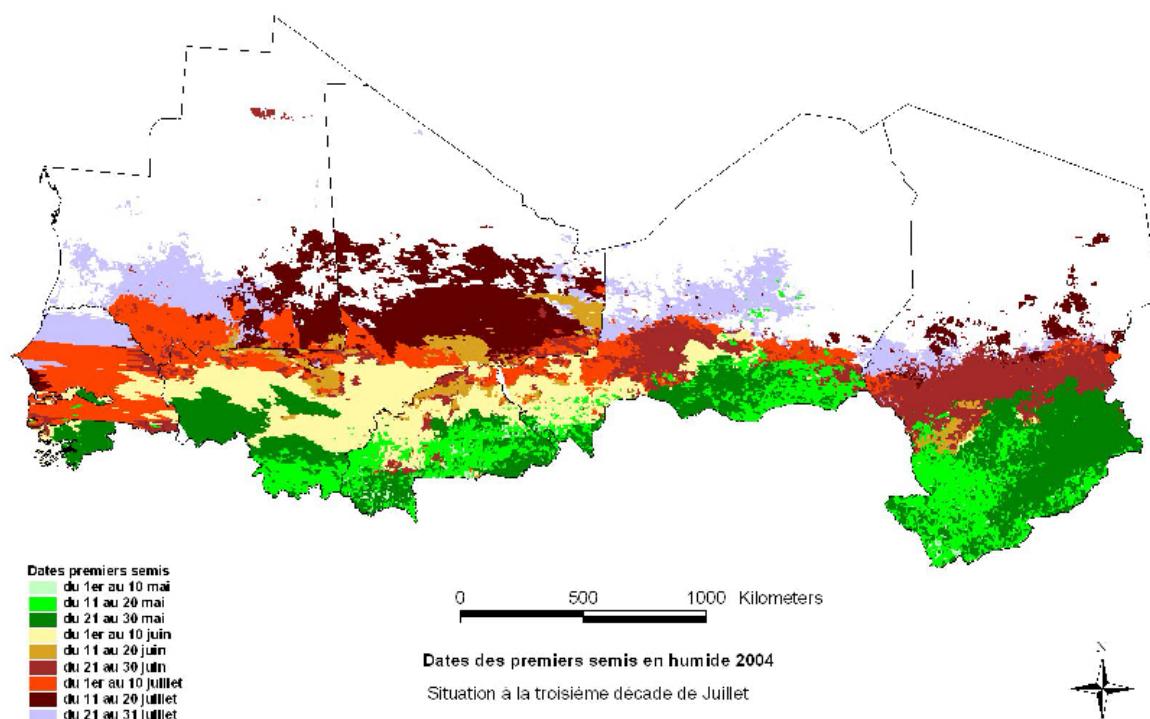 Dates premiers semis
du 1er au 10 mai
du 11 au 20 mai
du 21 au 30 mai
du 1er au 10 juin
du 11 au 20 juin
du 21 au 30 juin
du 1er au 10 juillet
du 11 au 20 juillet
du 21 au 31 juillet
0 500 1000 Kilometers
Dates des premiers semis en humide 2004
Situation à la troisième décade de Juillet
N